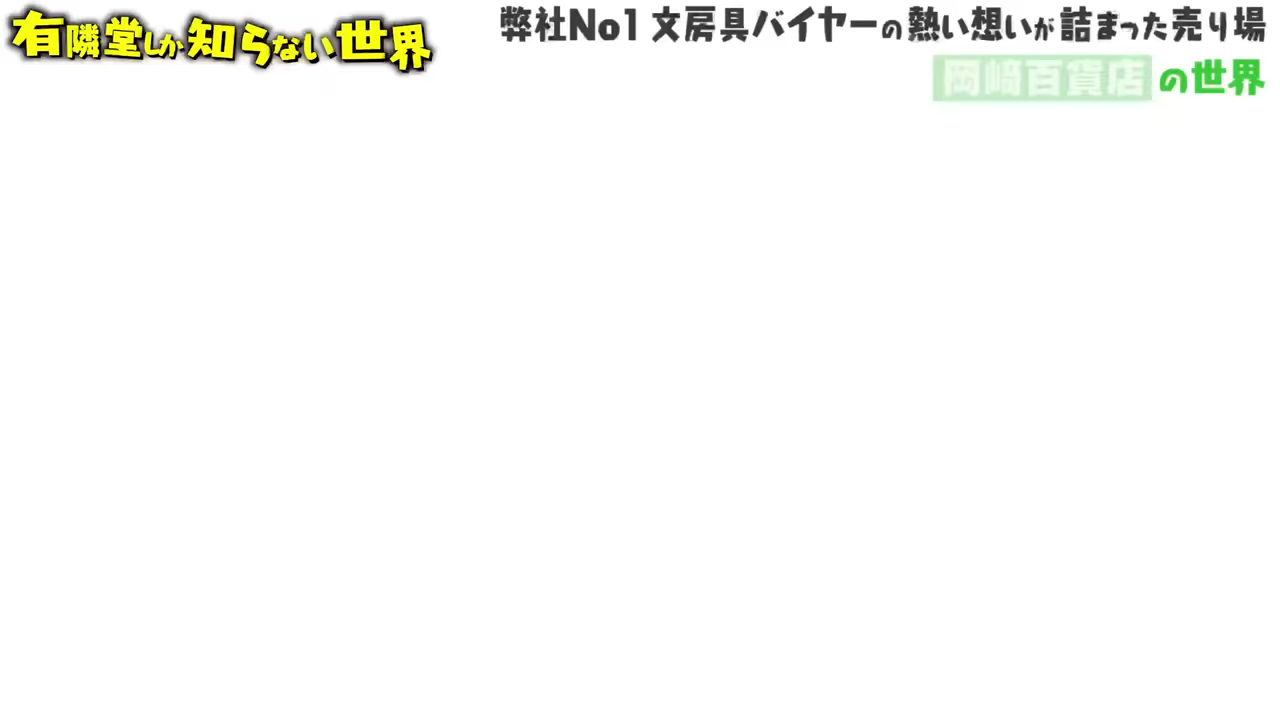 有隣堂しか知らない世界
弊社No1文房具バイヤーの熱い想いが詰まった売り場
岡﨑百貨店の世界